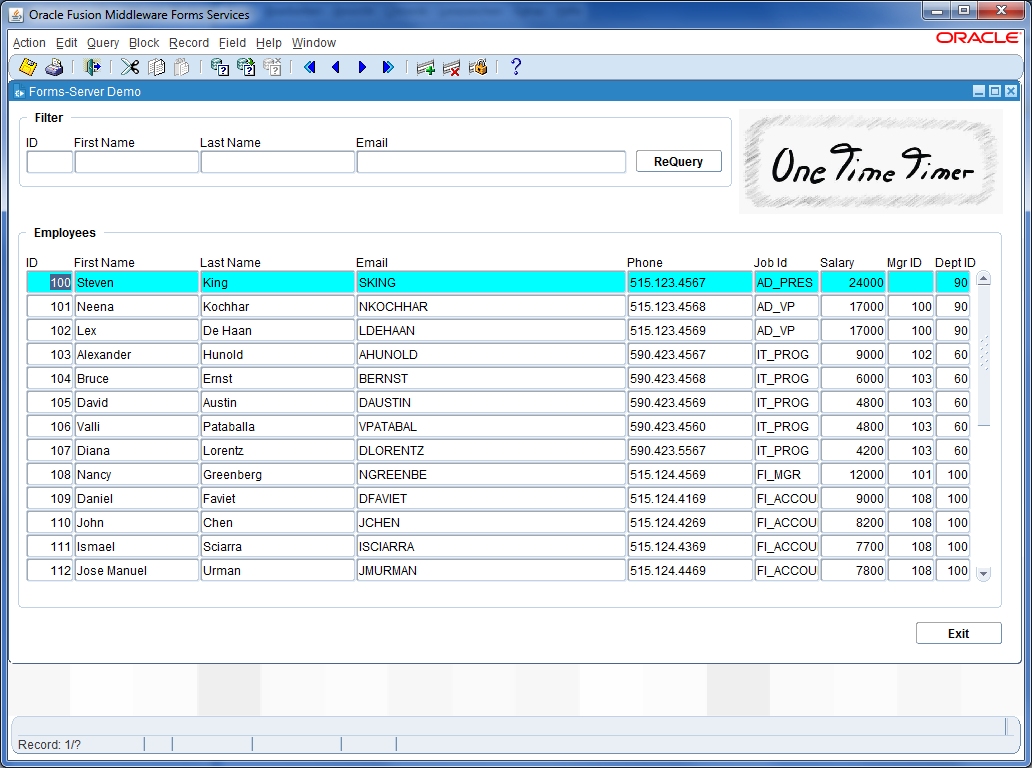 Oracle Fusion Middleware Forms Services
Action Edit Query Block Record Field Help Window
ORACLE
Forms-Server Demo
Filter
ID First Name Last Name Email
ReQuery
One Time Timer
Employees
ID First Name Last Name Email Phone Job Id Salary Mgr ID Dept ID
100 Steven King SKING 515.123.4567 AD_PRES 24000 90
101 Neena Kochhar NKOCHHAR 515.123.4568 AD_VP 17000 100 90
102 Lex De Haan LDEHAAN 515.123.4569 AD_VP 17000 100 90
103 Alexander Hunold AHUNOLD 590.423.4567 IT_PROG 9000 102 60
104 Bruce Ernst BERNST 590.423.4568 IT_PROG 6000 103 60
105 David Austin DAUSTIN 590.423.4569 IT_PROG 4800 103 60
106 Valli Pataballa VPATABAL 590.423.4560 IT_PROG 4800 103 60
107 Diana Lorentz DLORENTZ 590.423.5567 IT_PROG 4200 103 60
108 Nancy Greenberg NGREENBE 515.124.4569 FI_MGR 12000 101 100
109 Daniel Faviet DFAVIET 515.124.4169 FI_ACCOU 9000 108 100
110 John Chen JCHEN 515.124.4269 FI_ACCOU 8200 108 100
111 Ismael Sciarra ISCIARRA 515.124.4369 FI_ACCOU 7700 108 100
112 Jose Manuel Urman JMURMAN 515.124.4469 FI_ACCOU 7800 108 100
Exit
Record: 1/?